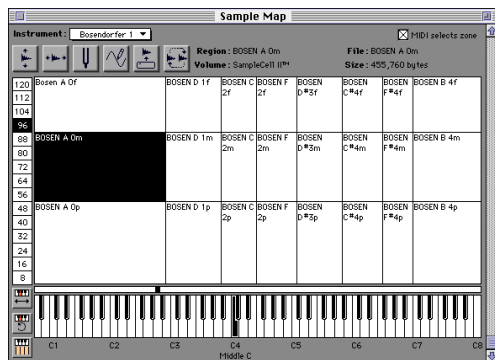 Sample Map
Instrument: Bosendorfer 1
MIDI selects zone
Region: BOSEN A 0m
File: BOSEN A 0m
Volume: SampleCell II™
Size: 455,760 bytes
120 Bosen A 0f BOSEN D 1f BOSEN C 2f BOSEN F 2f BOSEN D#3f BOSEN C#4f BOSEN F#4f BOSEN B 4f
112
104
96
88 BOSEN A 0m BOSEN D 1m BOSEN C 2m BOSEN F 2m BOSEN D#3m BOSEN C#4m BOSEN F#4m BOSEN B 4m
80
72
64
56
48 BOSEN A 0p BOSEN D 1p BOSEN C 2p BOSEN F 2p BOSEN D#3p BOSEN C#4p BOSEN F#4p BOSEN B 4p
40
32
24
16
8
C1 C2 C3 C4 C5 C6 C7 C8
Middle C